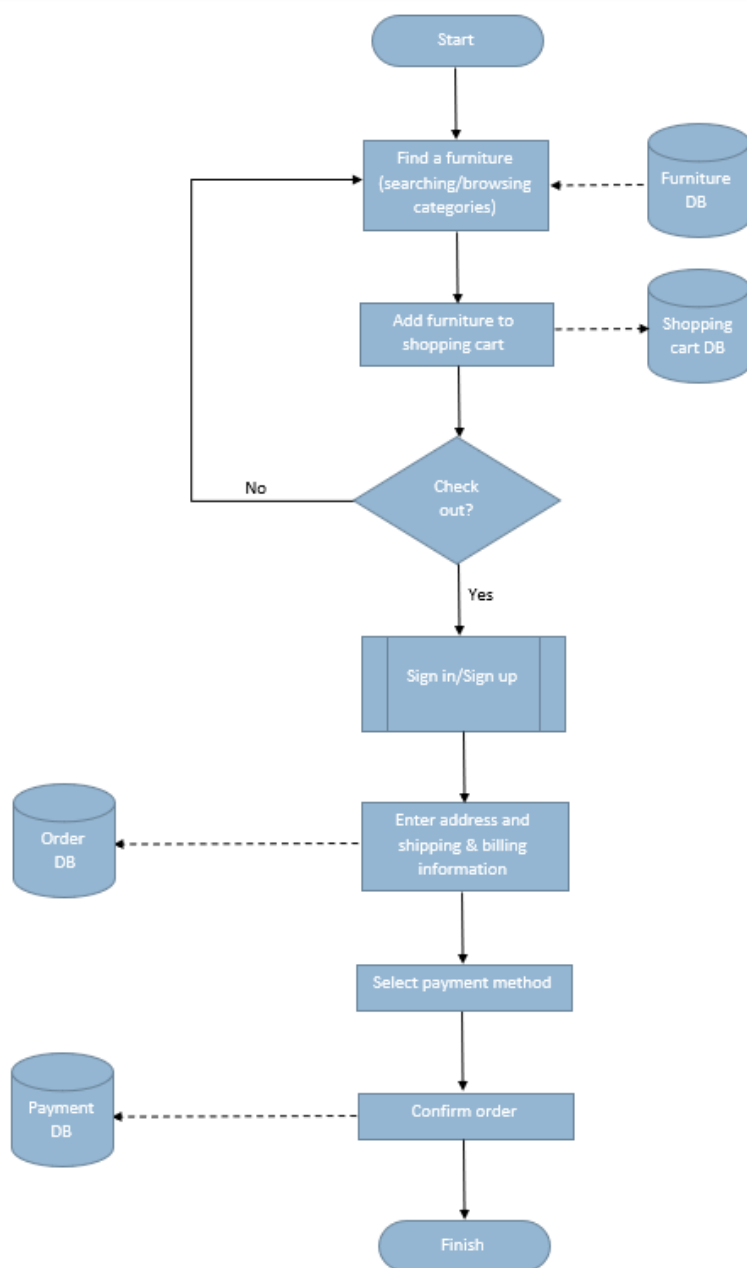 Start
Find a furniture
(searching/browsing
categories)
Furniture
DB
Add furniture to
shopping cart
Shopping
cart DB
Check
out?
No
Yes
Sign in/Sign up
Enter address and
shipping & billing
information
Order
DB
Select payment method
Confirm order
Payment
DB
Finish